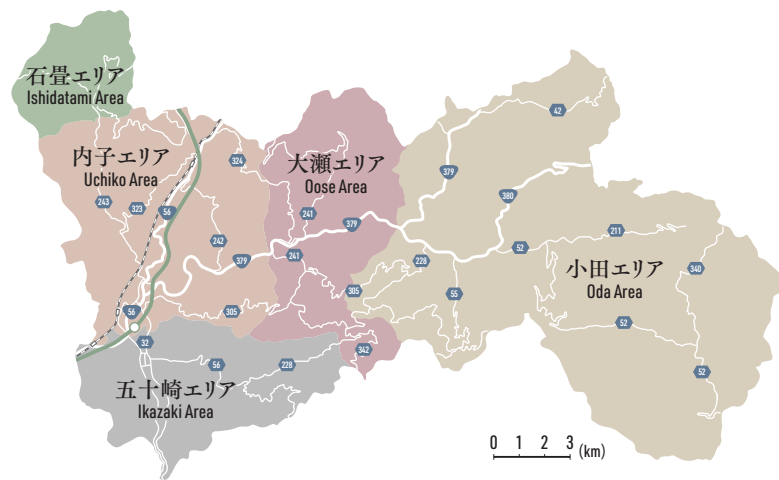 石畳エリア
Ishidatami Area
内子エリア
Uchiko Area
大瀬エリア
Oose Area
小田エリア
Oda Area
五十崎エリア
Ikazaki Area
42
324
379
380
243
323
56
241
379
242
379
241
52
211
228
340
305
55
56
305
52
32
342
56
228
52
0 1 2 3 (km)